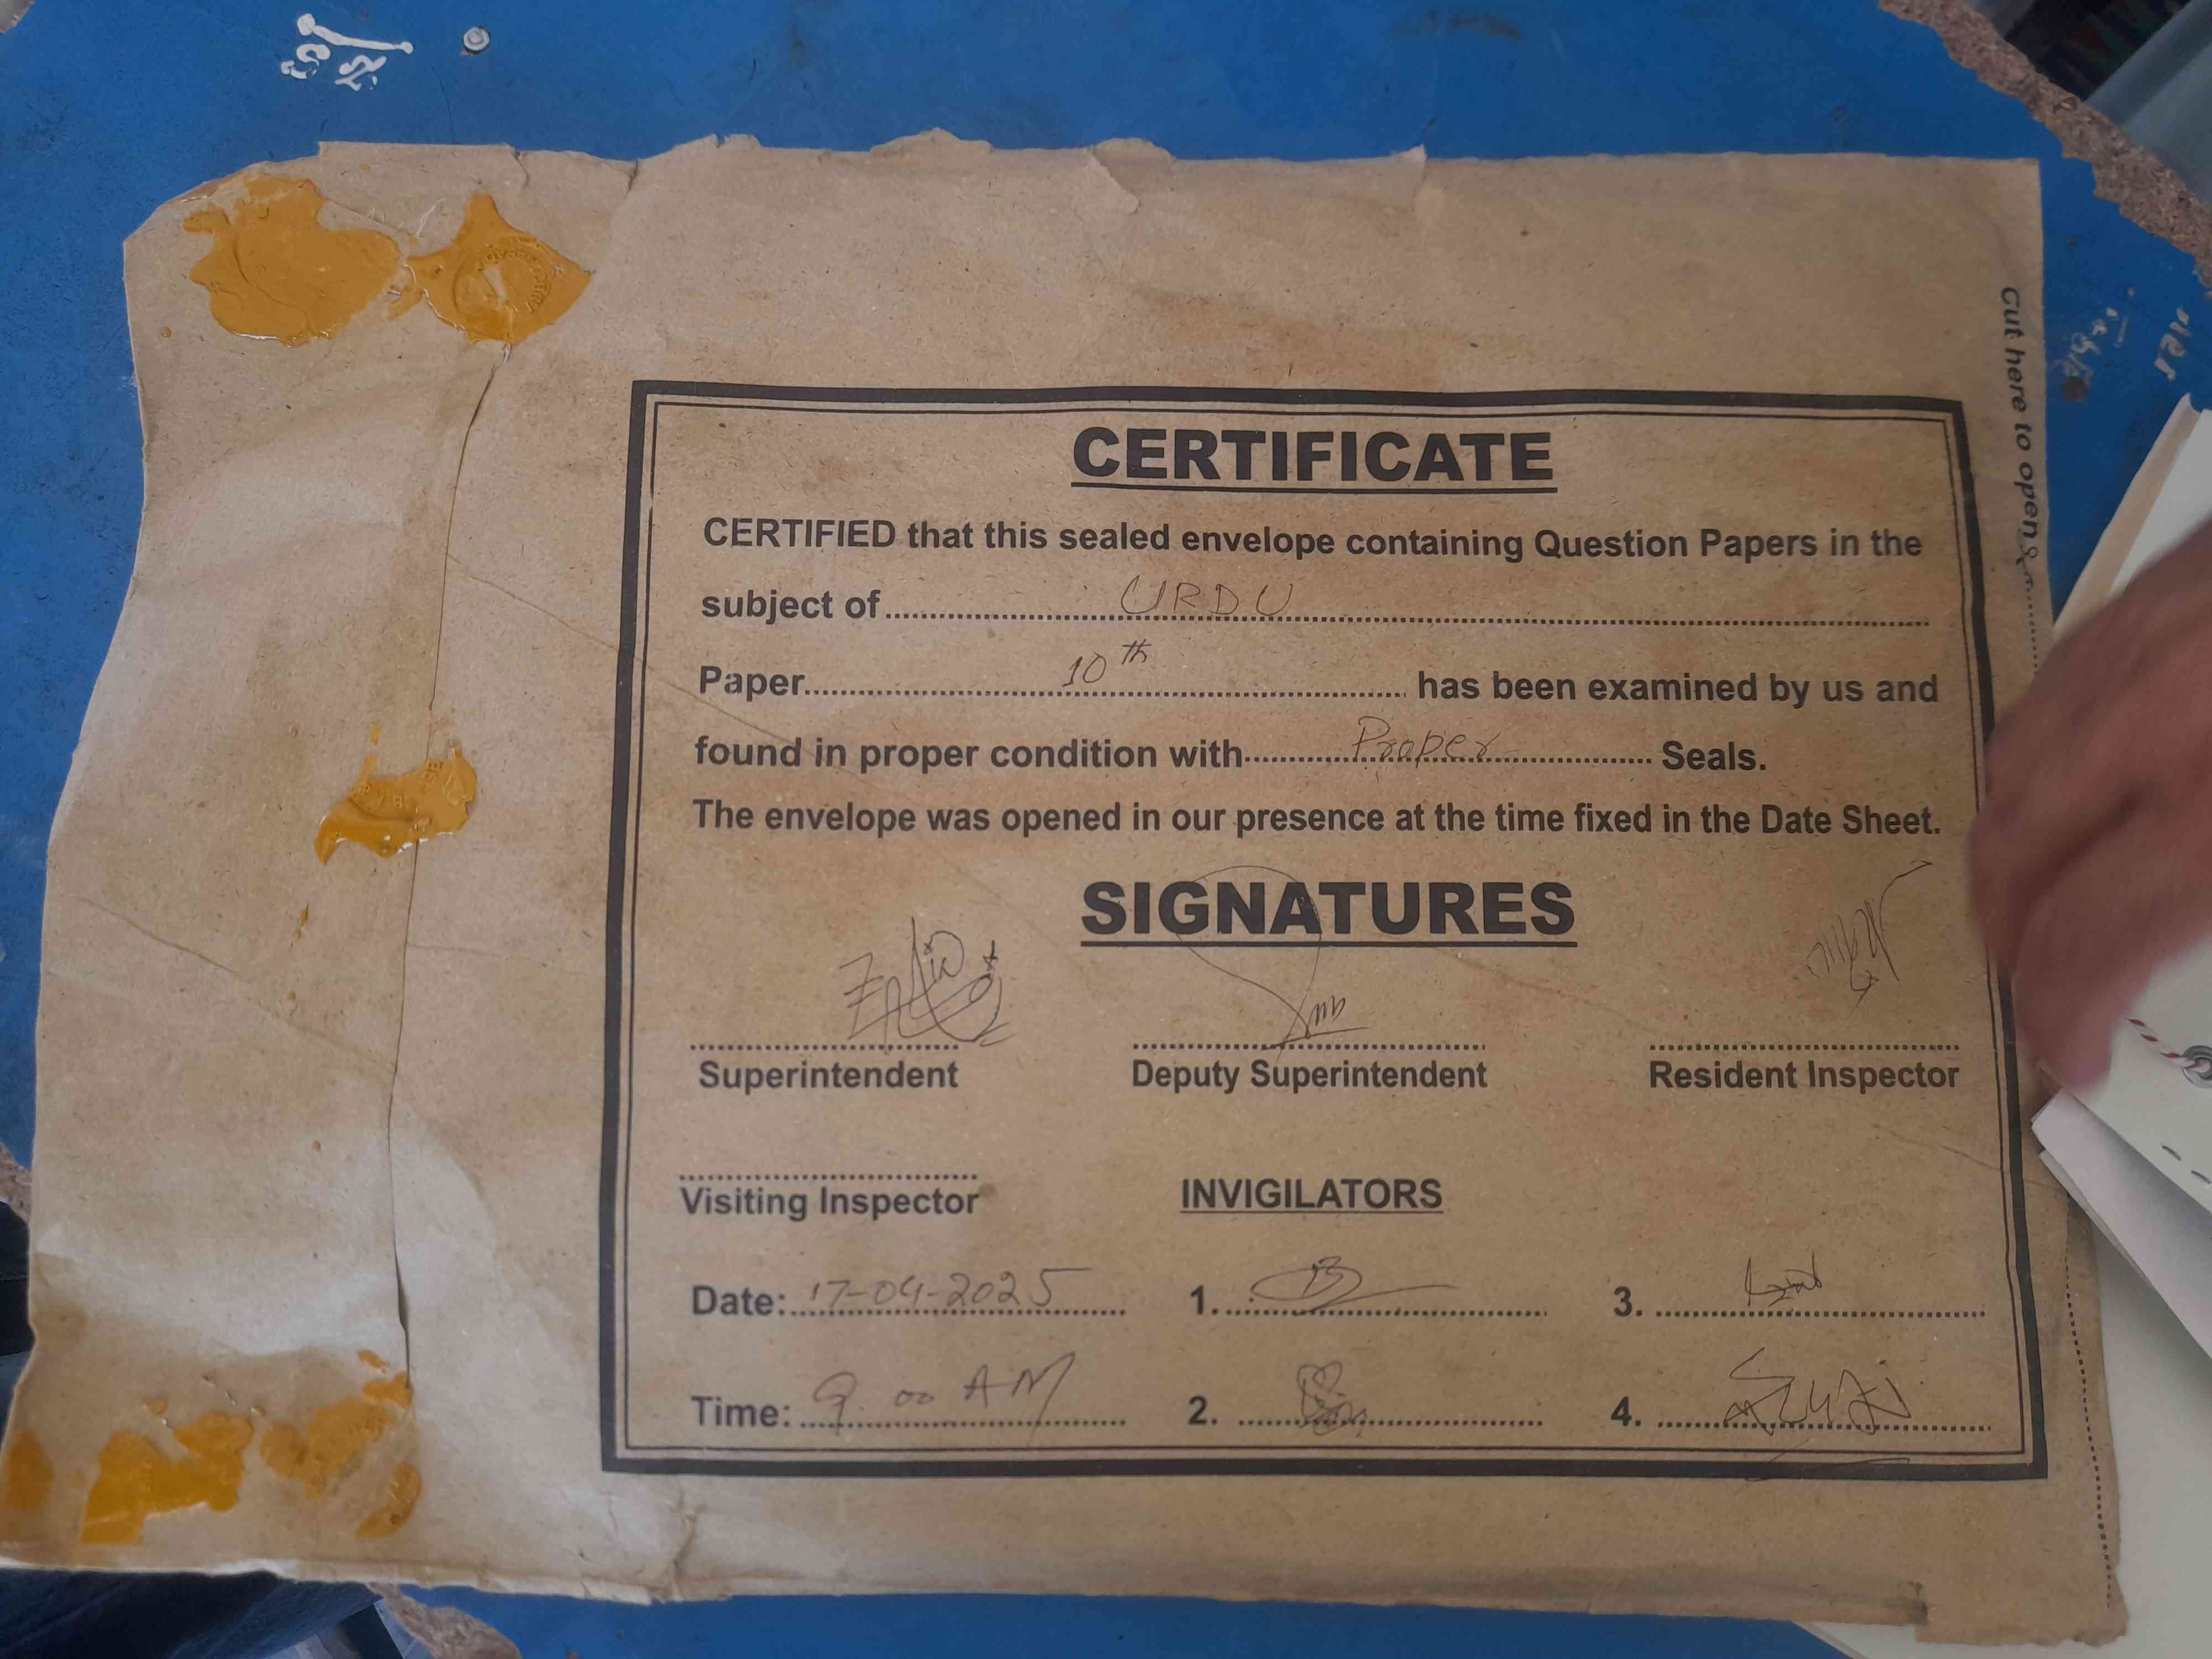 CERTIFICATE
CERTIFIED that this sealed envelope containing Question Papers in the
subject of URDU
Paper 10th has been examined by us and
found in proper condition with Proper Seals.
The envelope was opened in our presence at the time fixed in the Date Sheet.
SIGNATURES
Superintendent Deputy Superintendent Resident Inspector
Visiting Inspector INVIGILATORS
Date: 17-04-2025 1. 3.
Time: 9.00 AM 2. 4.
Cut here to open